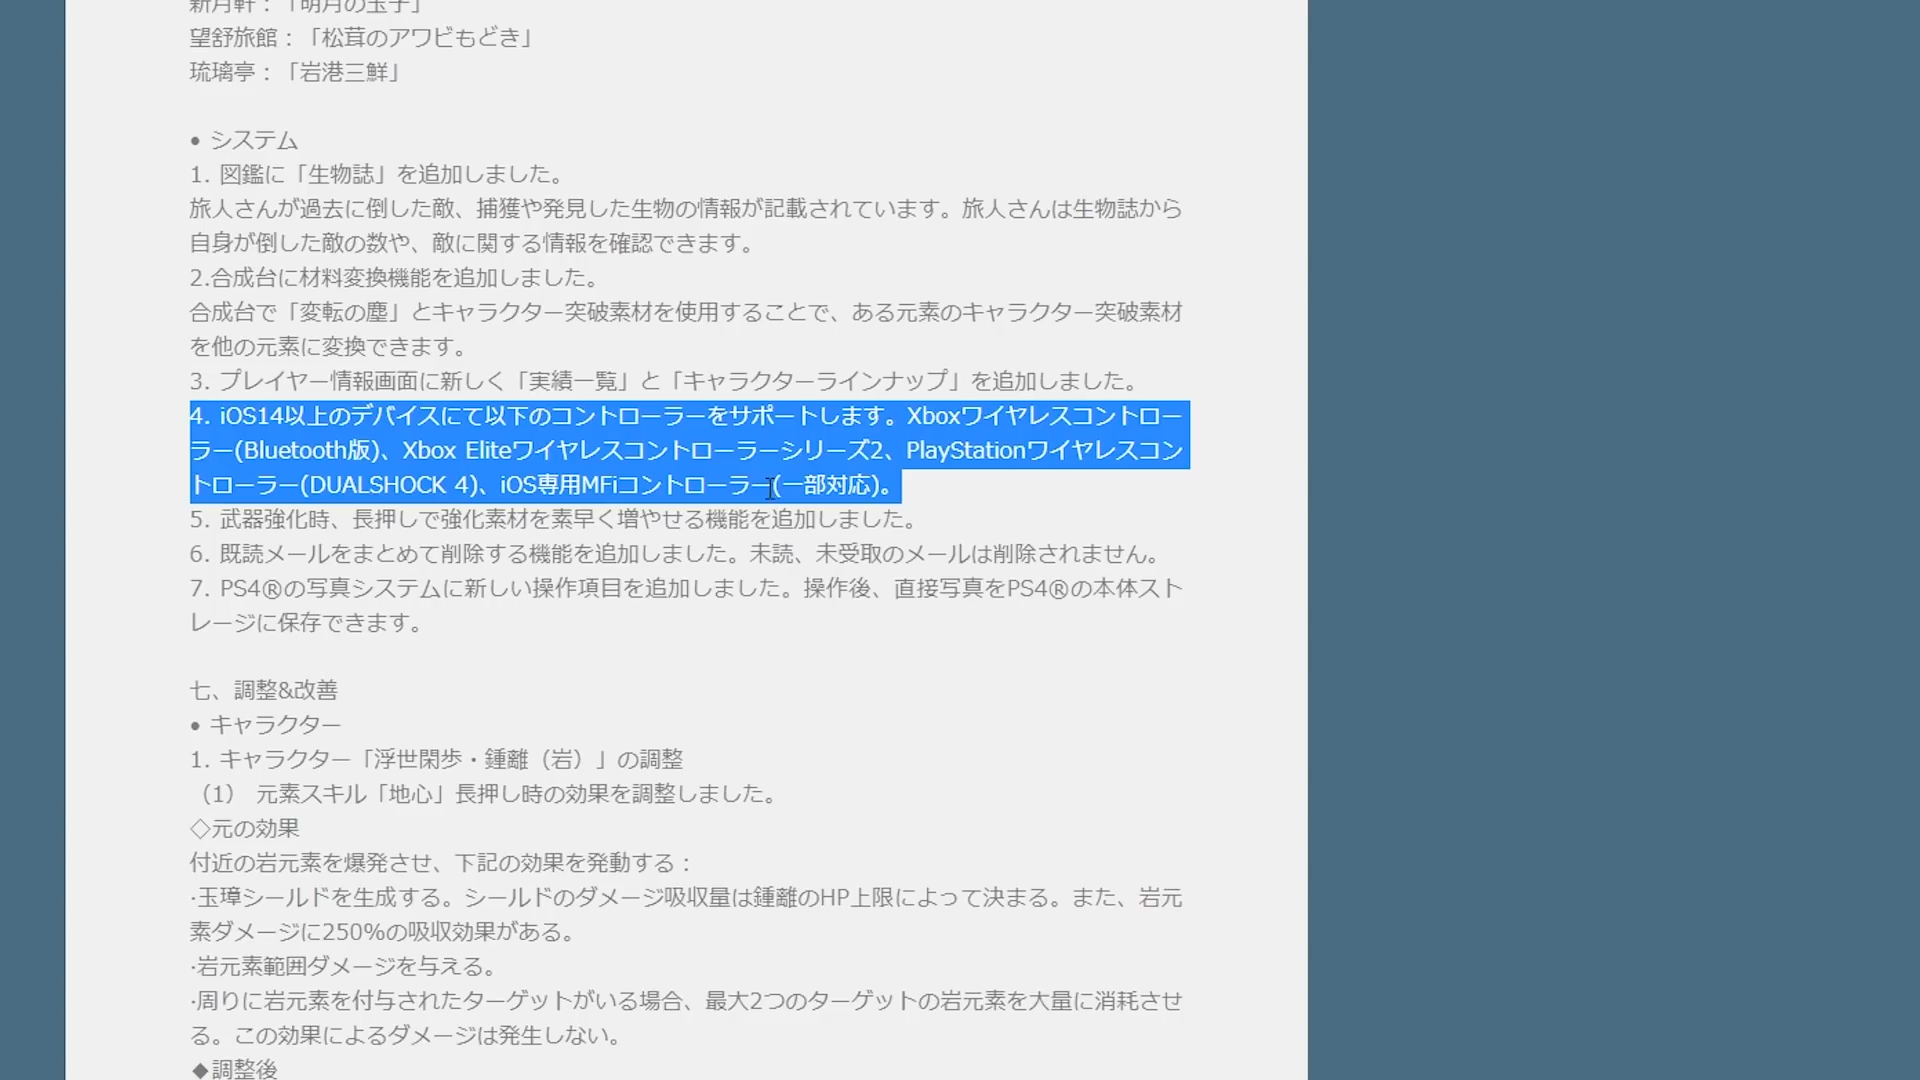 新月軒：「明月の玉子」
望舒旅館：「松茸のアワビもどき」
琉璃亭：「岩港三鮮」
• システム
1. 図鑑に「生物誌」を追加しました。
旅人さんが過去に倒した敵、捕獲や発見した生物の情報が記載されています。旅人さんは生物誌から
自身が倒した敵の数や、敵に関する情報を確認できます。
2.合成台に材料変換機能を追加しました。
合成台で「変転の塵」とキャラクター突破素材を使用することで、ある元素のキャラクター突破素材
を他の元素に変換できます。
3. プレイヤー情報画面に新しく「実績一覧」と「キャラクターラインナップ」を追加しました。
4. iOS14以上のデバイスにて以下のコントローラーをサポートします。Xboxワイヤレスコントロー
ラー(Bluetooth版)、Xbox Eliteワイヤレスコントローラーシリーズ2、PlayStationワイヤレスコン
トローラー(DUALSHOCK 4)、iOS専用MFiコントローラー(一部対応)。
5. 武器強化時、長押しで強化素材を素早く増やせる機能を追加しました。
6. 既読メールをまとめて削除する機能を追加しました。未読、未受取のメールは削除されません。
7. PS4®の写真システムに新しい操作項目を追加しました。操作後、直接写真をPS4®の本体スト
レージに保存できます。
七、調整&改善
• キャラクター
1. キャラクター「浮世閑歩・鍾離（岩）」の調整
（1） 元素スキル「地心」長押し時の効果を調整しました。
◇元の効果
付近の岩元素を爆発させ、下記の効果を発動する：
·玉璋シールドを生成する。シールドのダメージ吸収量は鍾離のHP上限によって決まる。また、岩元
素ダメージに250%の吸収効果がある。
·岩元素範囲ダメージを与える。
·周りに岩元素を付与されたターゲットがいる場合、最大2つのターゲットの岩元素を大量に消耗させ
る。この効果によるダメージは発生しない。
◆調整後